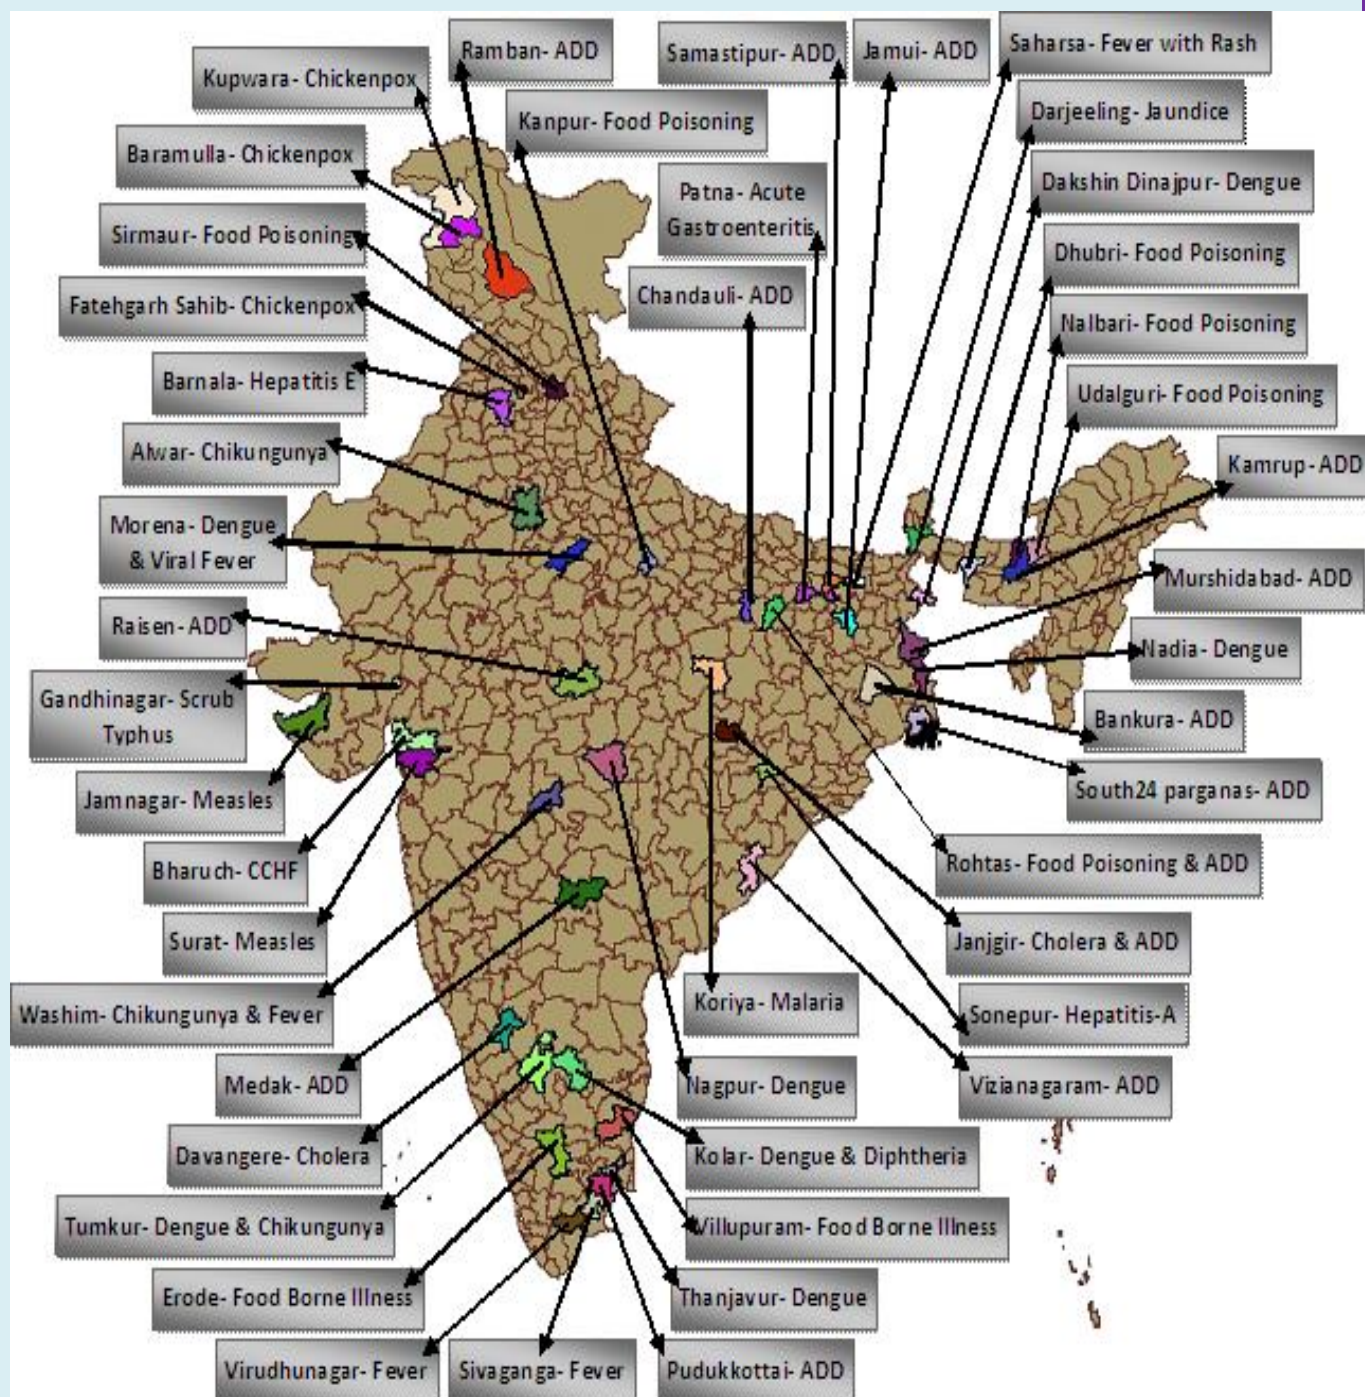 Ramban- ADD
Samastipur- ADD
Jamui- ADD
Saharsa- Fever with Rash
Kupwara- Chickenpox
Darjeeling- Jaundice
Kanpur- Food Poisoning
Baramulla- Chickenpox
Dakshin Dinajpur- Dengue
Patna- Acute
Gastroenteritis
Sirmaur- Food Poisoning
Dhubri- Food Poisoning
Chandauli- ADD
Fatehgarh Sahib- Chickenpox
Nalbari- Food Poisoning
Barnala- Hepatitis E
Udalguri- Food Poisoning
Alwar- Chikungunya
Kamrup- ADD
Morena- Dengue
& Viral Fever
Murshidabad- ADD
Raisen- ADD
Nadia- Dengue
Gandhinagar- Scrub
Typhus
Bankura- ADD
Jamnagar- Measles
South24 parganas- ADD
Bharuch- CCHF
Rohtas- Food Poisoning & ADD
Surat- Measles
Janjgir- Cholera & ADD
Washim- Chikungunya & Fever
Koriya- Malaria
Sonepur- Hepatitis-A
Medak- ADD
Nagpur- Dengue
Vizianagaram- ADD
Davangere- Cholera
Kolar- Dengue & Diphtheria
Tumkur- Dengue & Chikungunya
Villupuram- Food Borne Illness
Erode- Food Borne Illness
Thanjavur- Dengue
Virudhunagar- Fever
Sivaganga- Fever
Pudukkottai- ADD